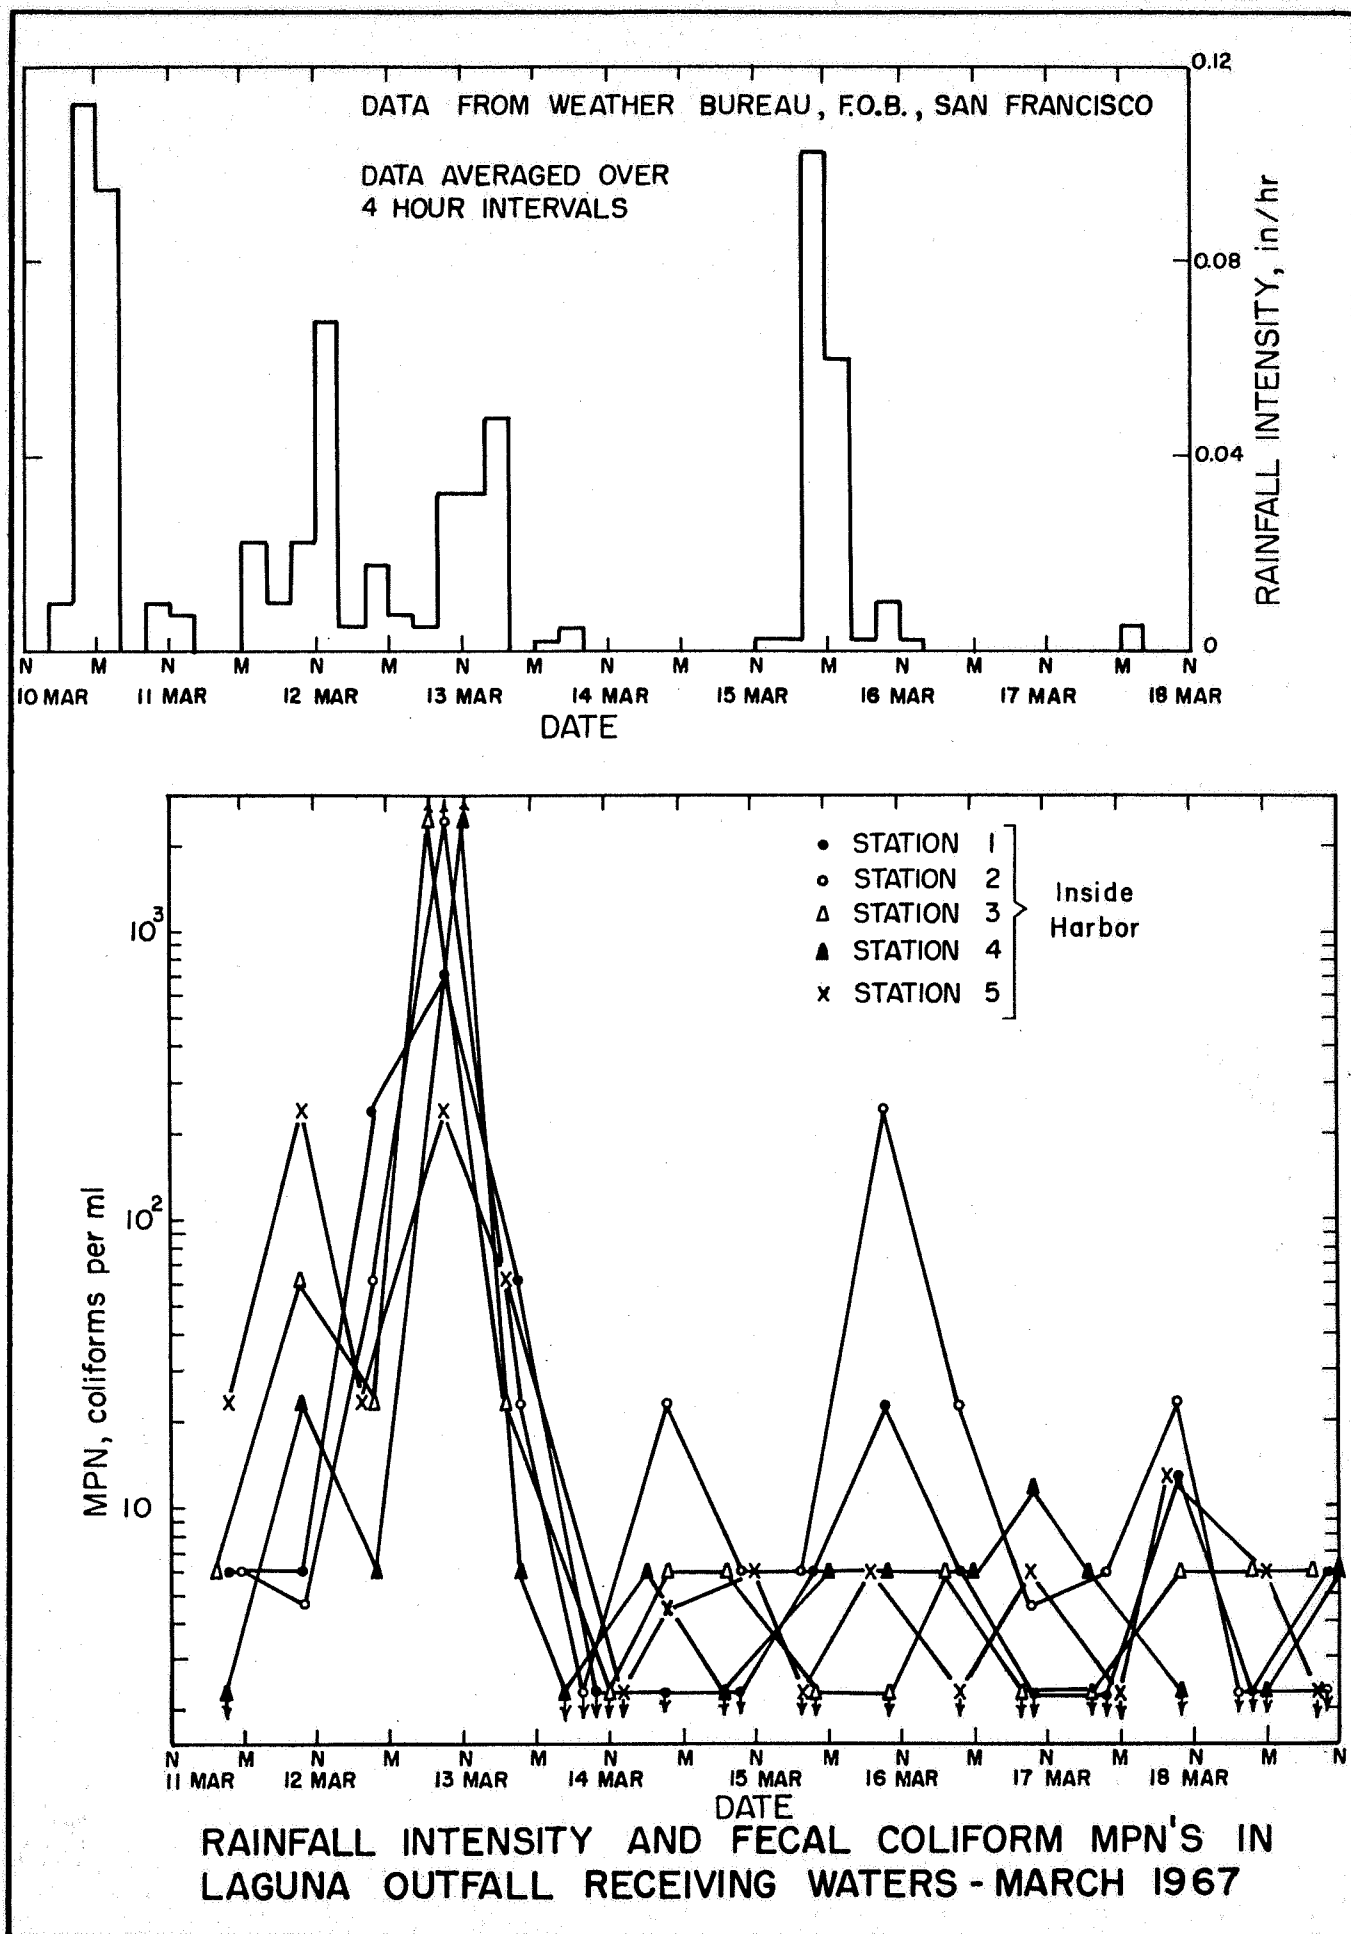 0.12
DATA FROM WEATHER BUREAU, F.O.B., SAN FRANCISCO
DATA AVERAGED OVER
4 HOUR INTERVALS
0.08
0.04
0
RAINFALL INTENSITY, in/hr
N M N M N M N M N M N M N M N M N
10 MAR 11 MAR 12 MAR 13 MAR 14 MAR 15 MAR 16 MAR 17 MAR 18 MAR
DATE
STATION 1
STATION 2
STATION 3
STATION 4
STATION 5
Inside
Harbor
10³
10²
10
MPN, coliforms per ml
N M N M N M N M N M N M N M N M N
11 MAR 12 MAR 13 MAR 14 MAR 15 MAR 16 MAR 17 MAR 18 MAR
DATE
RAINFALL INTENSITY AND FECAL COLIFORM MPN'S IN
LAGUNA OUTFALL RECEIVING WATERS - MARCH 1967